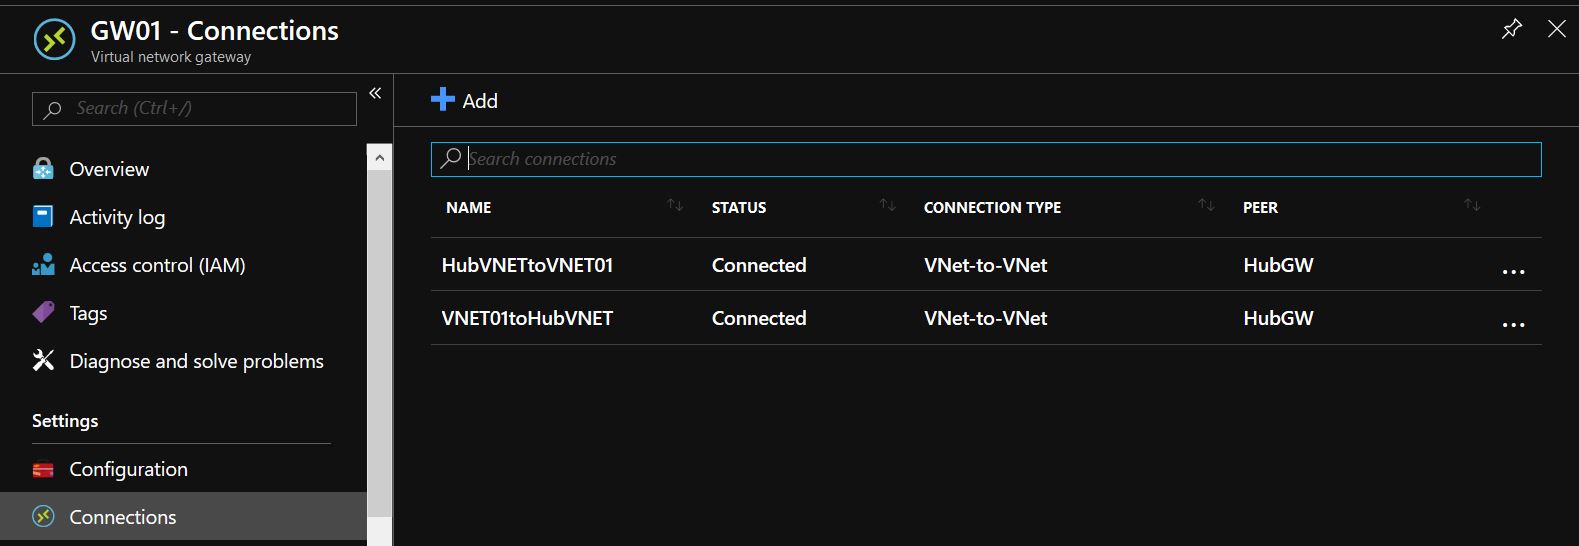 GW01 - Connections
Virtual network gateway
Search (Ctrl+/)
Overview
Activity log
Access control (IAM)
Tags
Diagnose and solve problems
Settings
Configuration
Connections
Add
Search connections
NAME STATUS CONNECTION TYPE PEER
HubVNETtoVNET01 Connected VNet-to-VNet HubGW ...
VNET01toHubVNET Connected VNet-to-VNet HubGW ...